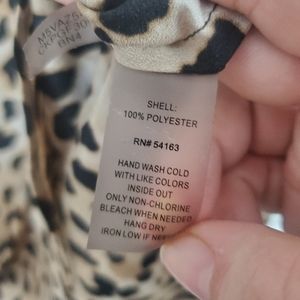 SHELL:
100% POLYESTER
RN# 54163
HAND WASH COLD
WITH LIKE COLORS
INSIDE OUT
ONLY NON-CHLORINE
BLEACH WHEN NEEDED
HANG DRY
IRON LOW IF